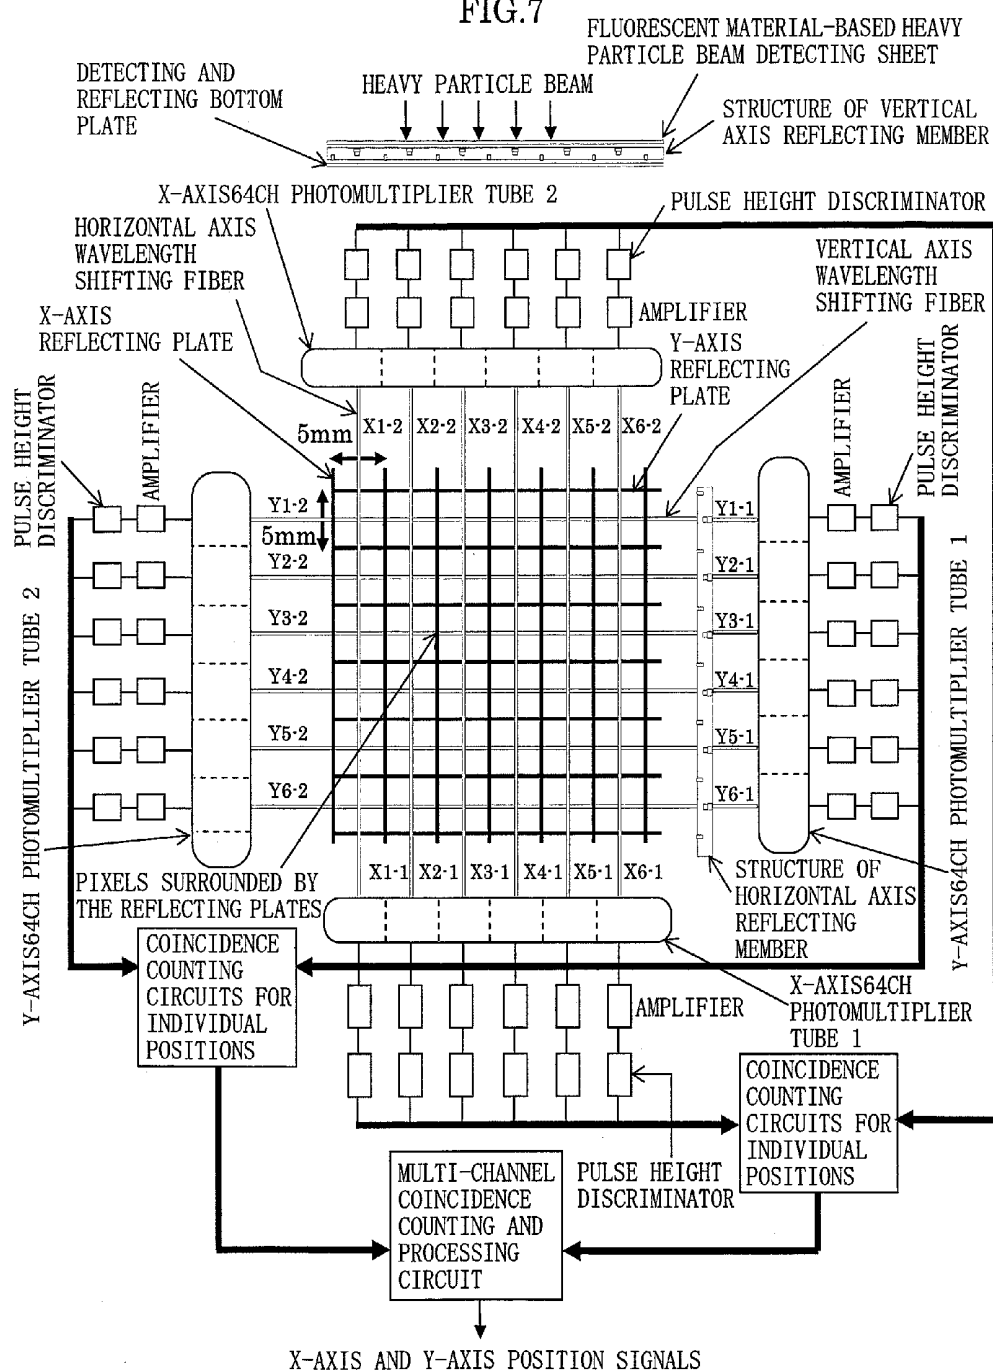 FIG.7
FLUORESCENT MATERIAL-BASED HEAVY
PARTICLE BEAM DETECTING SHEET
DETECTING AND
REFLECTING BOTTOM
PLATE
HEAVY PARTICLE BEAM
STRUCTURE OF VERTICAL
AXIS REFLECTING MEMBER
X-AXIS64CH PHOTOMULTIPLIER TUBE 2
PULSE HEIGHT DISCRIMINATOR
HORIZONTAL AXIS
WAVELENGTH
SHIFTING FIBER
VERTICAL AXIS
WAVELENGTH
SHIFTING FIBER
X-AXIS
REFLECTING PLATE
AMPLIFIER
Y-AXIS
REFLECTING
PLATE
PULSE HEIGHT
DISCRIMINATOR
AMPLIFIER
AMPLIFIER
PULSE HEIGHT
DISCRIMINATOR
X1-2 X2-2 X3-2 X4-2 X5-2 X6-2
5mm
Y1-2
5mm
Y2-2
Y3-2
Y4-2
Y5-2
Y6-2
Y1-1
Y2-1
Y3-1
Y4-1
Y5-1
Y6-1
Y-AXIS64CH PHOTOMULTIPLIER TUBE 2
Y-AXIS64CH PHOTOMULTIPLIER TUBE 1
X1-1 X2-1 X3-1 X4-1 X5-1 X6-1
PIXELS SURROUNDED BY
THE REFLECTING PLATES
STRUCTURE OF
HORIZONTAL AXIS
REFLECTING
MEMBER
COINCIDENCE
COUNTING
CIRCUITS FOR
INDIVIDUAL
POSITIONS
X-AXIS64CH
PHOTOMULTIPLIER
TUBE 1
AMPLIFIER
COINCIDENCE
COUNTING
CIRCUITS FOR
INDIVIDUAL
POSITIONS
PULSE HEIGHT
DISCRIMINATOR
MULTI-CHANNEL
COINCIDENCE
COUNTING AND
PROCESSING
CIRCUIT
X-AXIS AND Y-AXIS POSITION SIGNALS